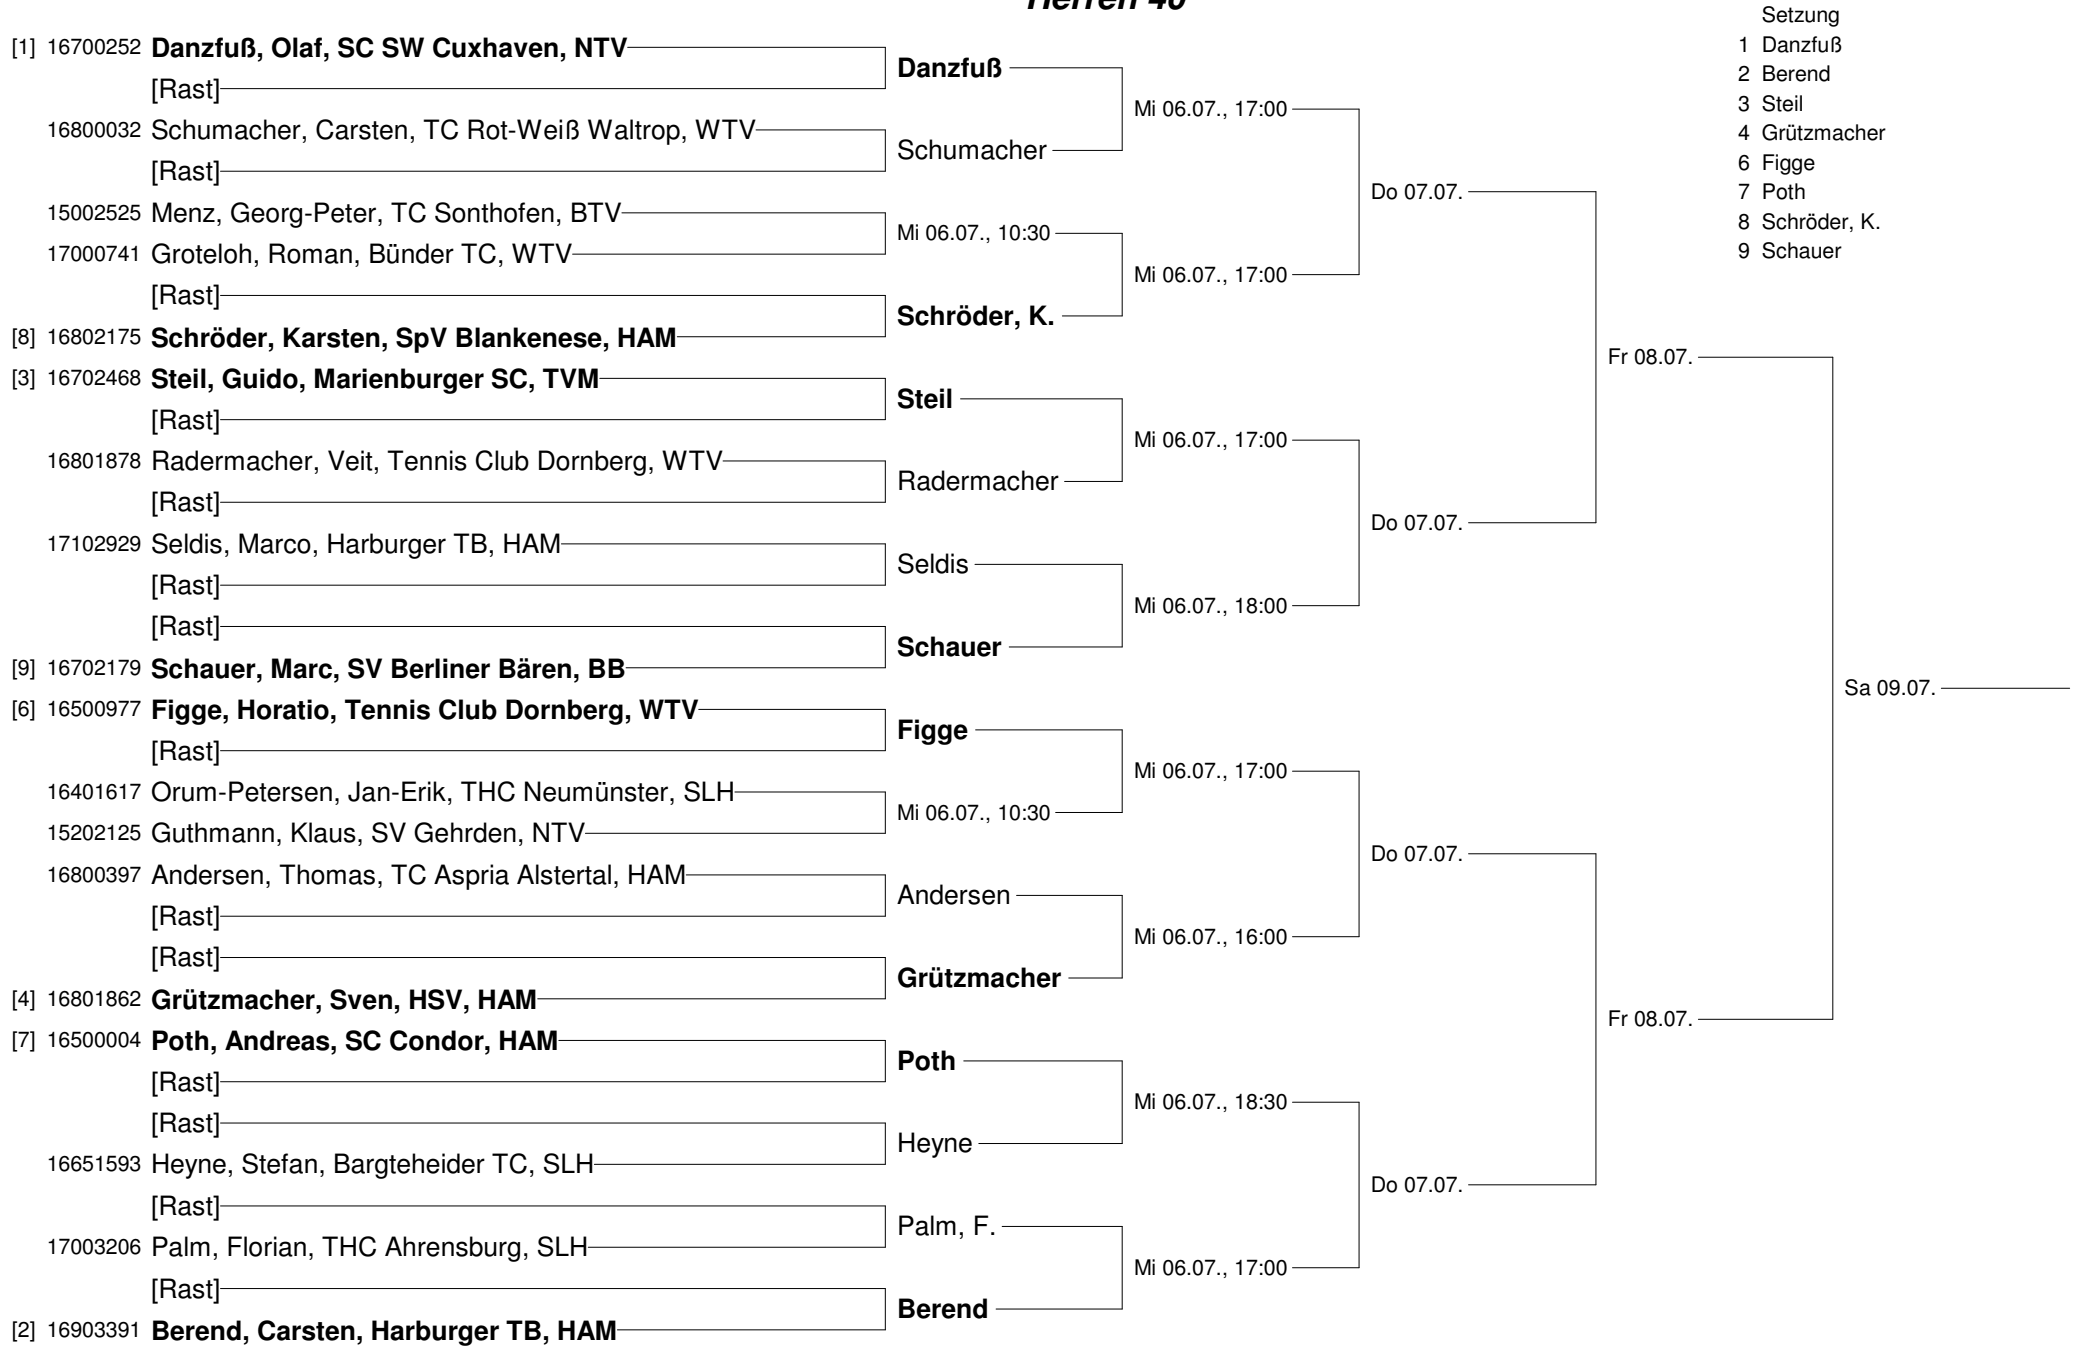 Herren 40
Setzung
1 Danzfuß
2 Berend
3 Steil
4 Grützmacher
6 Figge
7 Poth
8 Schröder, K.
9 Schauer
[1] 16700252 Danzfuß, Olaf, SC SW Cuxhaven, NTV
[Rast]
16800032 Schumacher, Carsten, TC Rot-Weiß Waltrop, WTV
[Rast]
15002525 Menz, Georg-Peter, TC Sonthofen, BTV
17000741 Groteloh, Roman, Bünder TC, WTV
[Rast]
[8] 16802175 Schröder, Karsten, SpV Blankenese, HAM
[3] 16702468 Steil, Guido, Marienburger SC, TVM
[Rast]
16801878 Radermacher, Veit, Tennis Club Dornberg, WTV
[Rast]
17102929 Seldis, Marco, Harburger TB, HAM
[Rast]
[Rast]
[9] 16702179 Schauer, Marc, SV Berliner Bären, BB
[6] 16500977 Figge, Horatio, Tennis Club Dornberg, WTV
[Rast]
16401617 Orum-Petersen, Jan-Erik, THC Neumünster, SLH
15202125 Guthmann, Klaus, SV Gehrden, NTV
16800397 Andersen, Thomas, TC Aspria Alstertal, HAM
[Rast]
[Rast]
[4] 16801862 Grützmacher, Sven, HSV, HAM
[7] 16500004 Poth, Andreas, SC Condor, HAM
[Rast]
[Rast]
16651593 Heyne, Stefan, Bargteheider TC, SLH
[Rast]
17003206 Palm, Florian, THC Ahrensburg, SLH
[Rast]
[2] 16903391 Berend, Carsten, Harburger TB, HAM
Danzfuß
Schumacher
Mi 06.07., 10:30
Schröder, K.
Steil
Radermacher
Seldis
Schauer
Figge
Mi 06.07., 10:30
Andersen
Grützmacher
Poth
Heyne
Palm, F.
Berend
Mi 06.07., 17:00
Mi 06.07., 17:00
Mi 06.07., 17:00
Mi 06.07., 18:00
Mi 06.07., 17:00
Mi 06.07., 16:00
Mi 06.07., 18:30
Mi 06.07., 17:00
Do 07.07.
Do 07.07.
Do 07.07.
Do 07.07.
Fr 08.07.
Fr 08.07.
Sa 09.07.